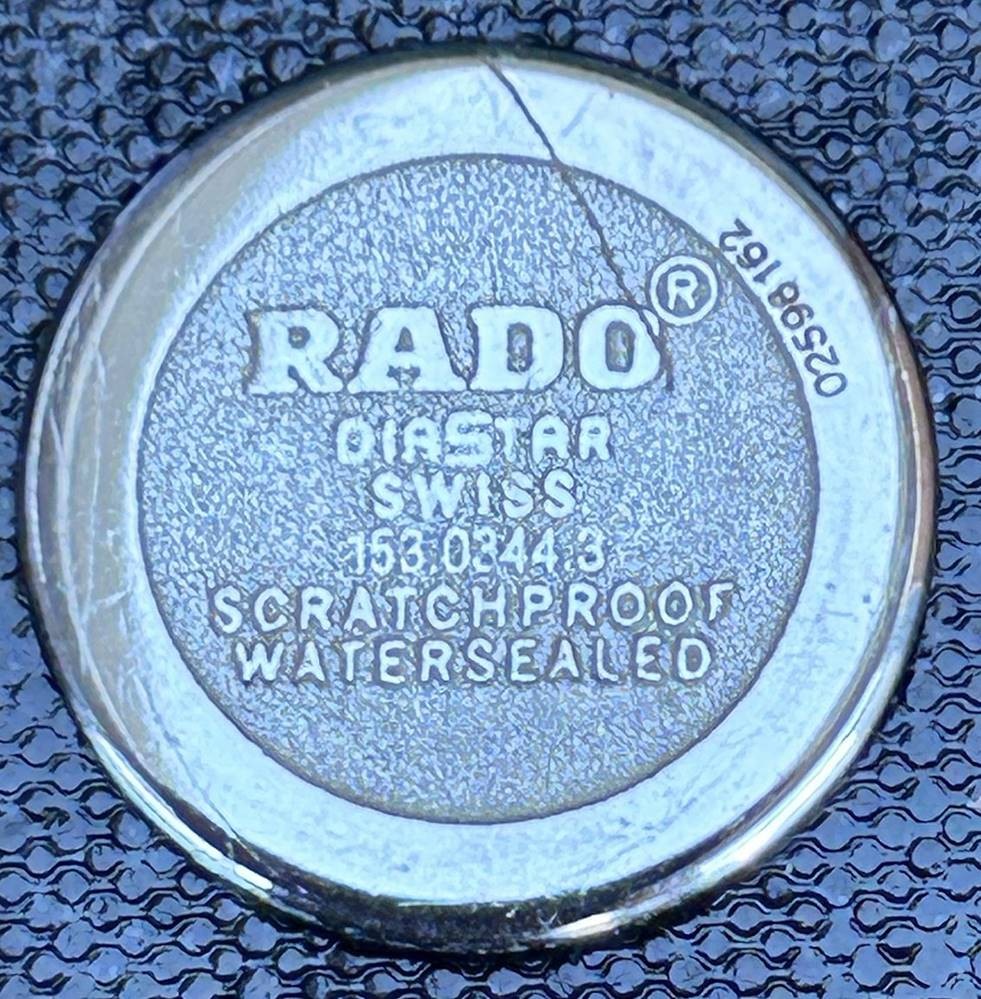 RADO®
DIASTAR
SWISS
153.0344.3
SCRATCHPROOF
WATERSEALED
02598162